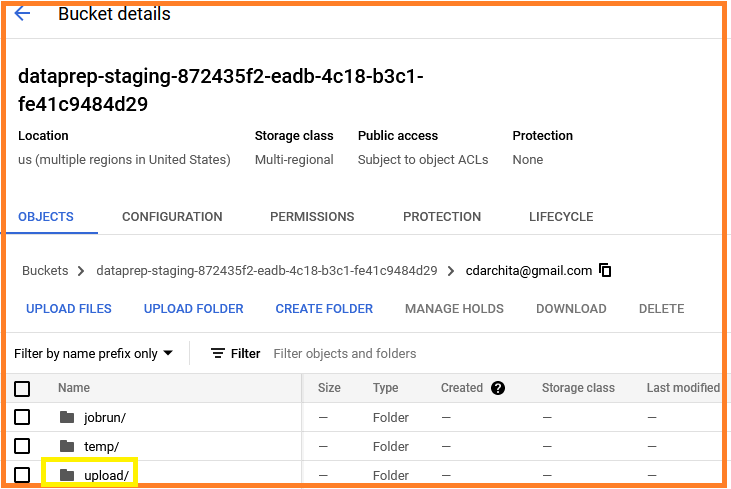 Bucket details
dataprep-staging-872435f2-eadb-4c18-b3c1-
fe41c9484d29
Location Storage class Public access Protection
us (multiple regions in United States) Multi-regional Subject to object ACLs None
OBJECTS CONFIGURATION PERMISSIONS PROTECTION LIFECYCLE
Buckets > dataprep-staging-872435f2-eadb-4c18-b3c1-fe41c9484d29 > cdarchita@gmail.com
UPLOAD FILES UPLOAD FOLDER CREATE FOLDER MANAGE HOLDS DOWNLOAD DELETE
Filter by name prefix only Filter Filter objects and folders
Name Size Type Created ? Storage class Last modified
jobrun/ — Folder — — —
temp/ — Folder — — —
upload/ — Folder — — —